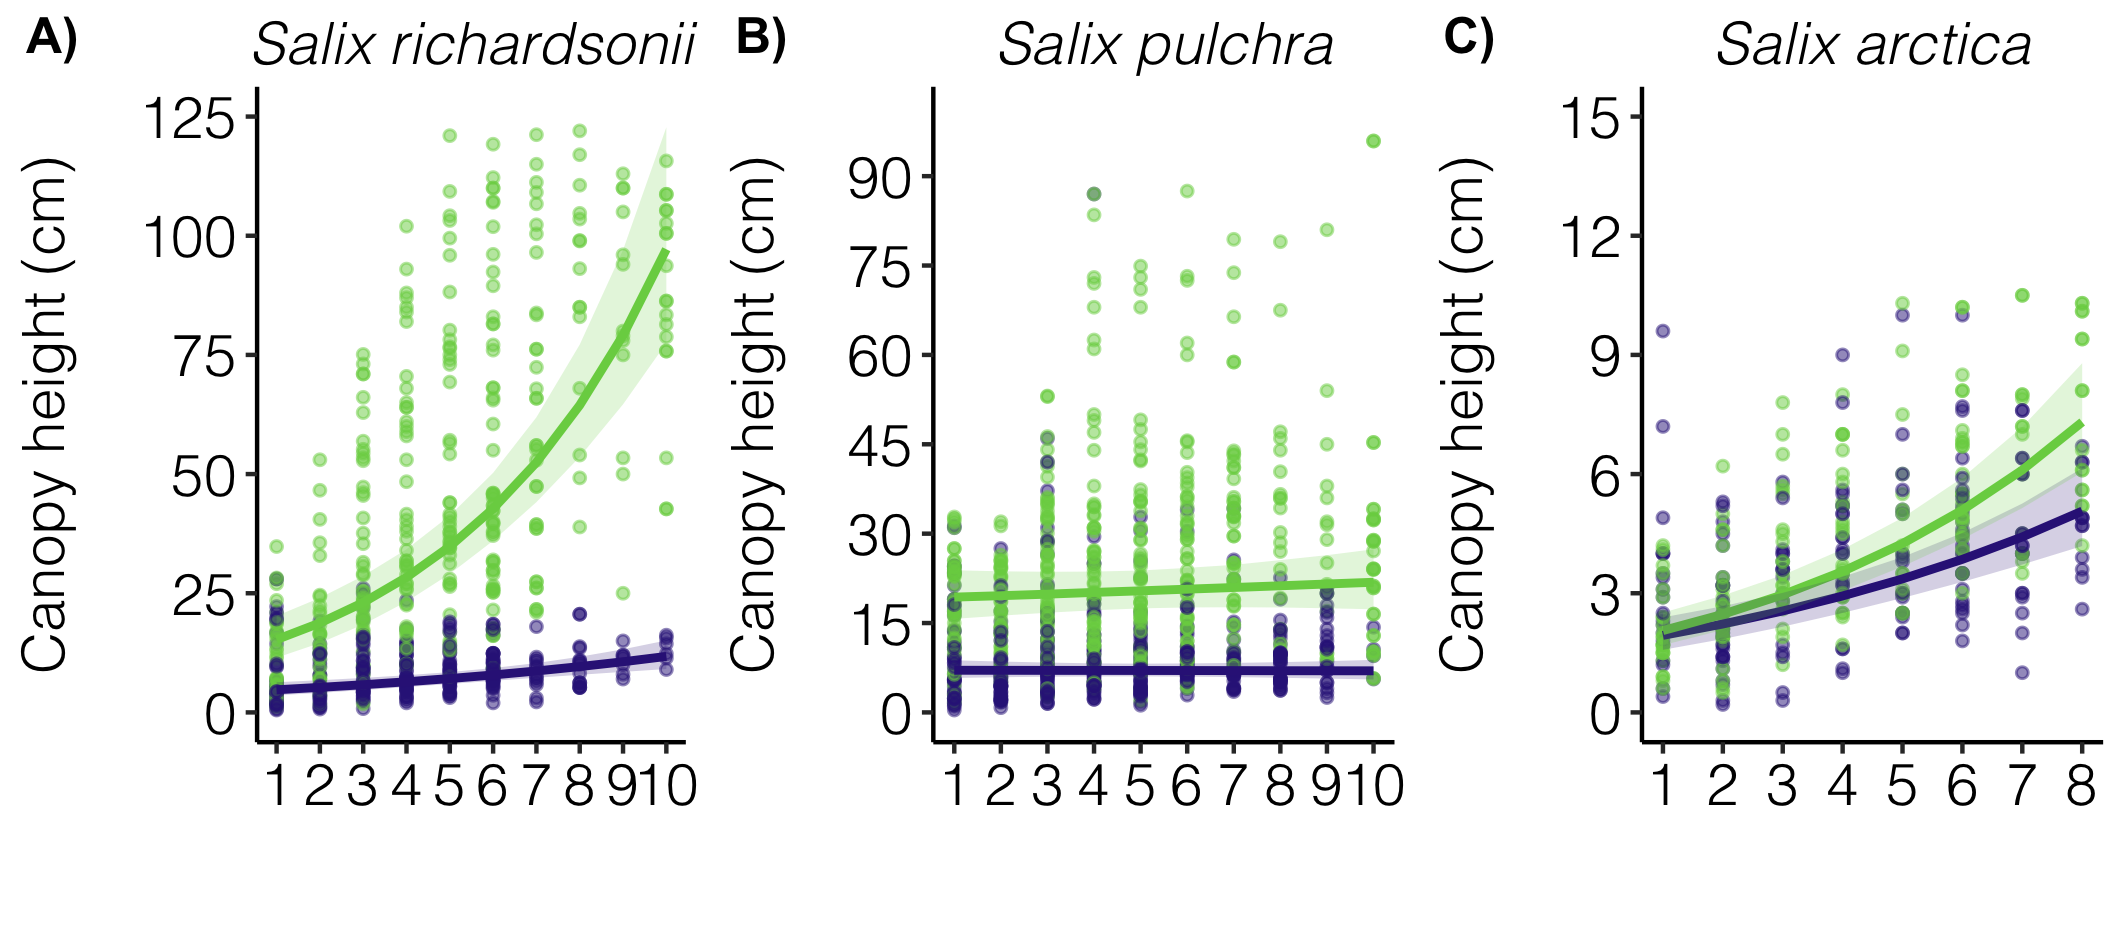 A) Salix richardsonii
Canopy height (cm)
125
100
75
50
25
0
1 2 3 4 5 6 7 8 9 10
B) Salix pulchra
Canopy height (cm)
90
75
60
45
30
15
0
1 2 3 4 5 6 7 8 9 10
C) Salix arctica
Canopy height (cm)
15
12
9
6
3
0
1 2 3 4 5 6 7 8